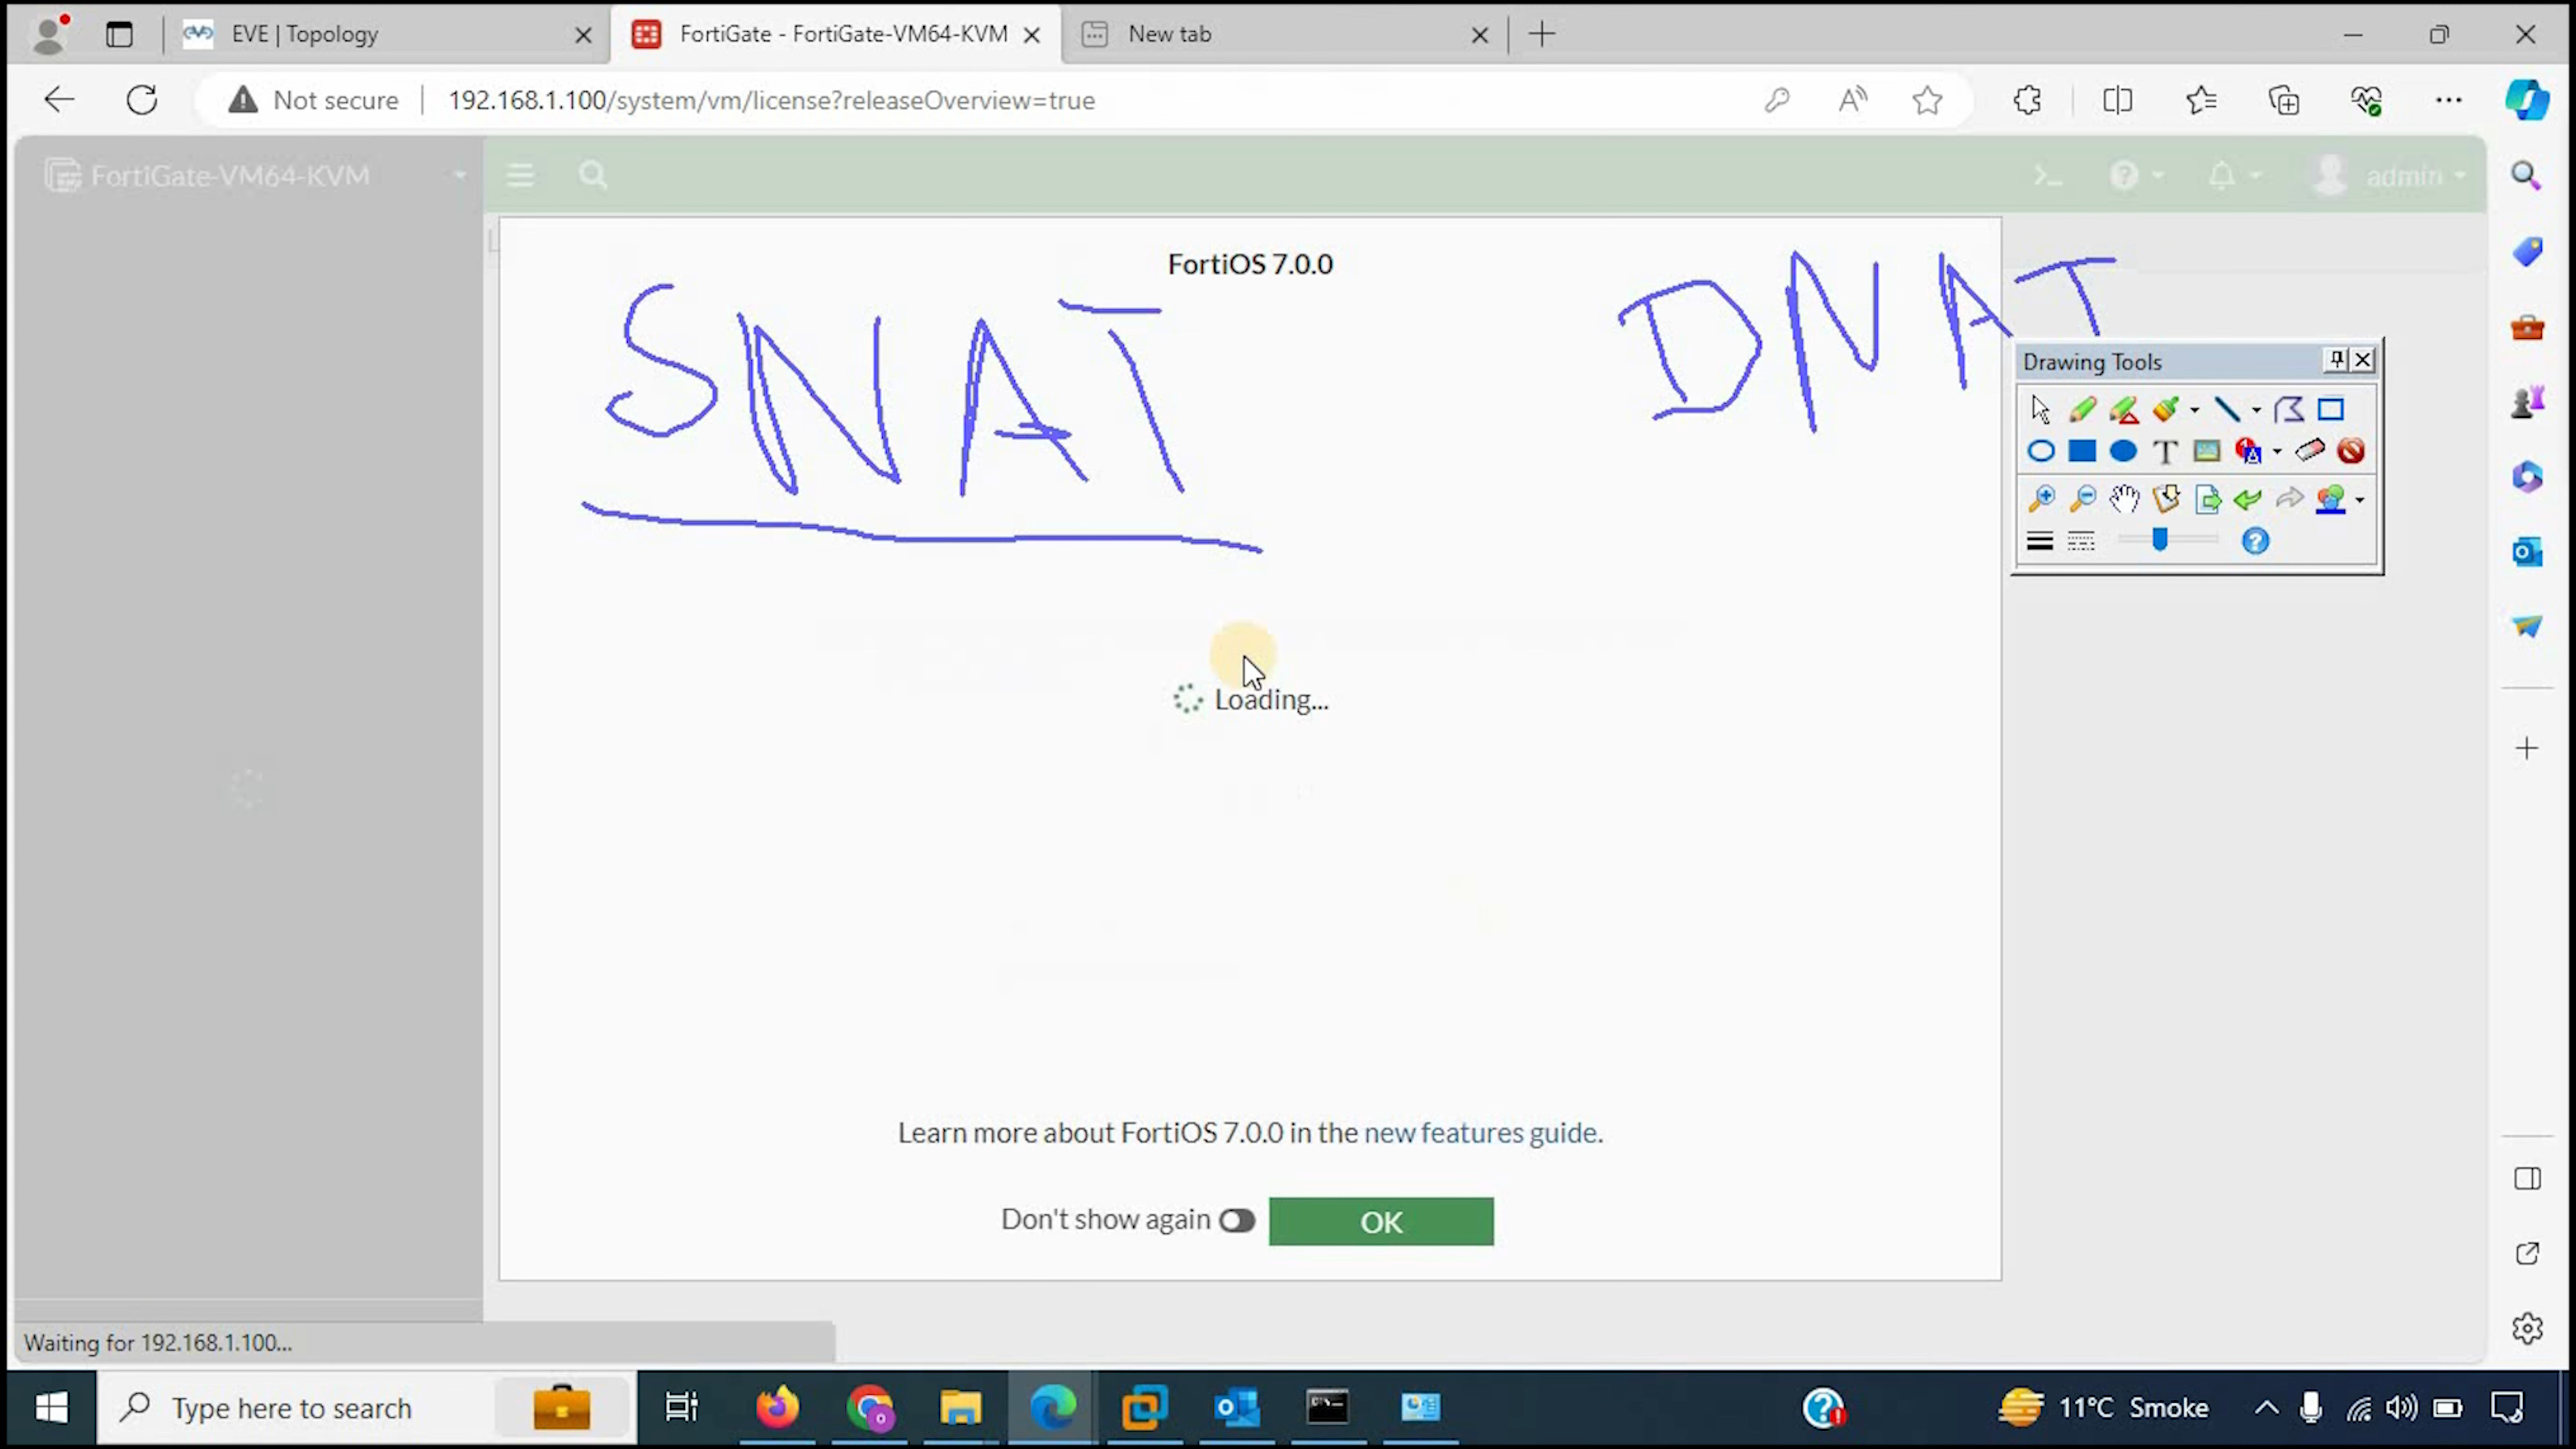 EVE | Topology
FortiGate - FortiGate-VM64-KVM
New tab
Not secure
192.168.1.100/system/vm/license?releaseOverview=true
FortiGate-VM64-KVM
admin
FortiOS 7.0.0
SNAT
DNAT
Drawing Tools
Loading...
Learn more about FortiOS 7.0.0 in the new features guide.
Don't show again
OK
Waiting for 192.168.1.100...
Type here to search
11°C Smoke